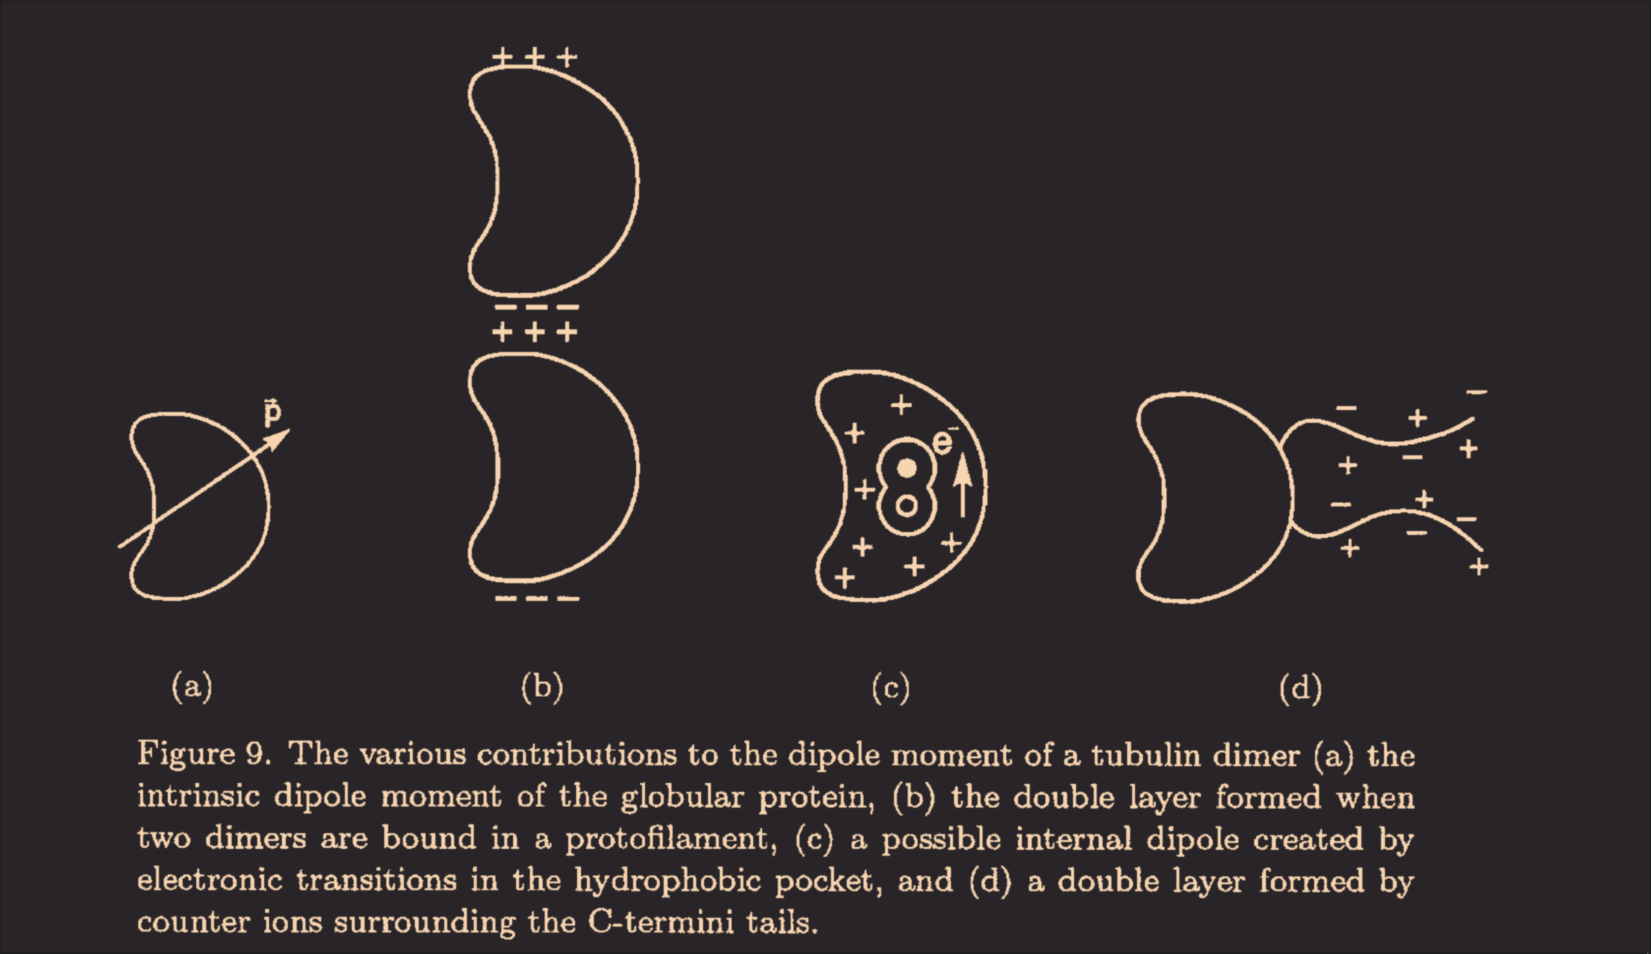 + + +
− − −
+ + +
− − −
p⃗
+ + + + + + +
e⁻
− + −
+ − +
− + −
+ − +
(a) (b) (c) (d)
Figure 9. The various contributions to the dipole moment of a tubulin dimer (a) the
intrinsic dipole moment of the globular protein, (b) the double layer formed when
two dimers are bound in a protofilament, (c) a possible internal dipole created by
electronic transitions in the hydrophobic pocket, and (d) a double layer formed by
counter ions surrounding the C-termini tails.